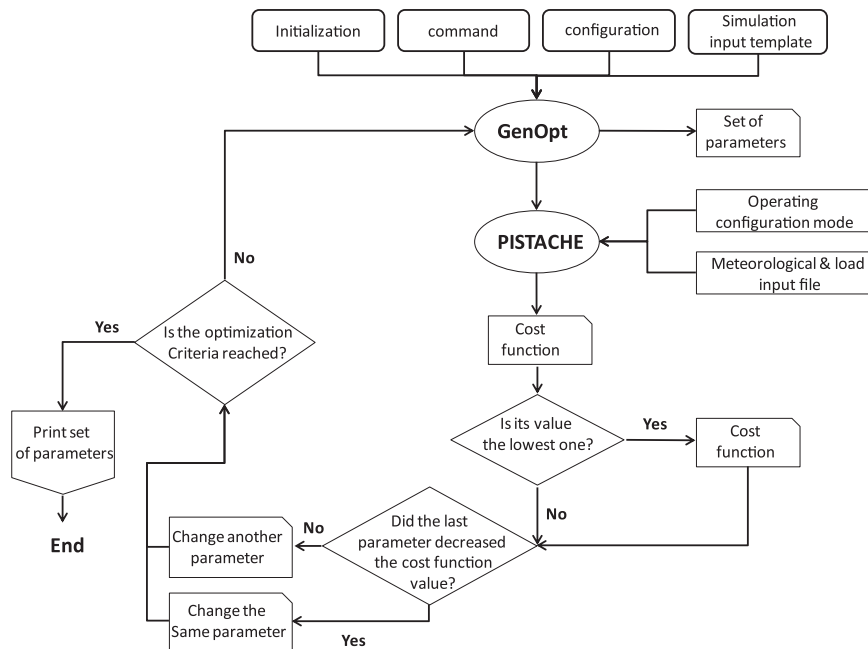 Initialization
command
configuration
Simulation
input template
GenOpt
Set of
parameters
Operating
configuration mode
PISTACHE
Meteorological & load
input file
No
Yes
Is the optimization
Criteria reached?
Cost
function
Print set
of parameters
Is its value
the lowest one?
Yes
Cost
function
No
End
Change another
parameter
No
Did the last
parameter decreased
the cost function
value?
Change the
Same parameter
Yes